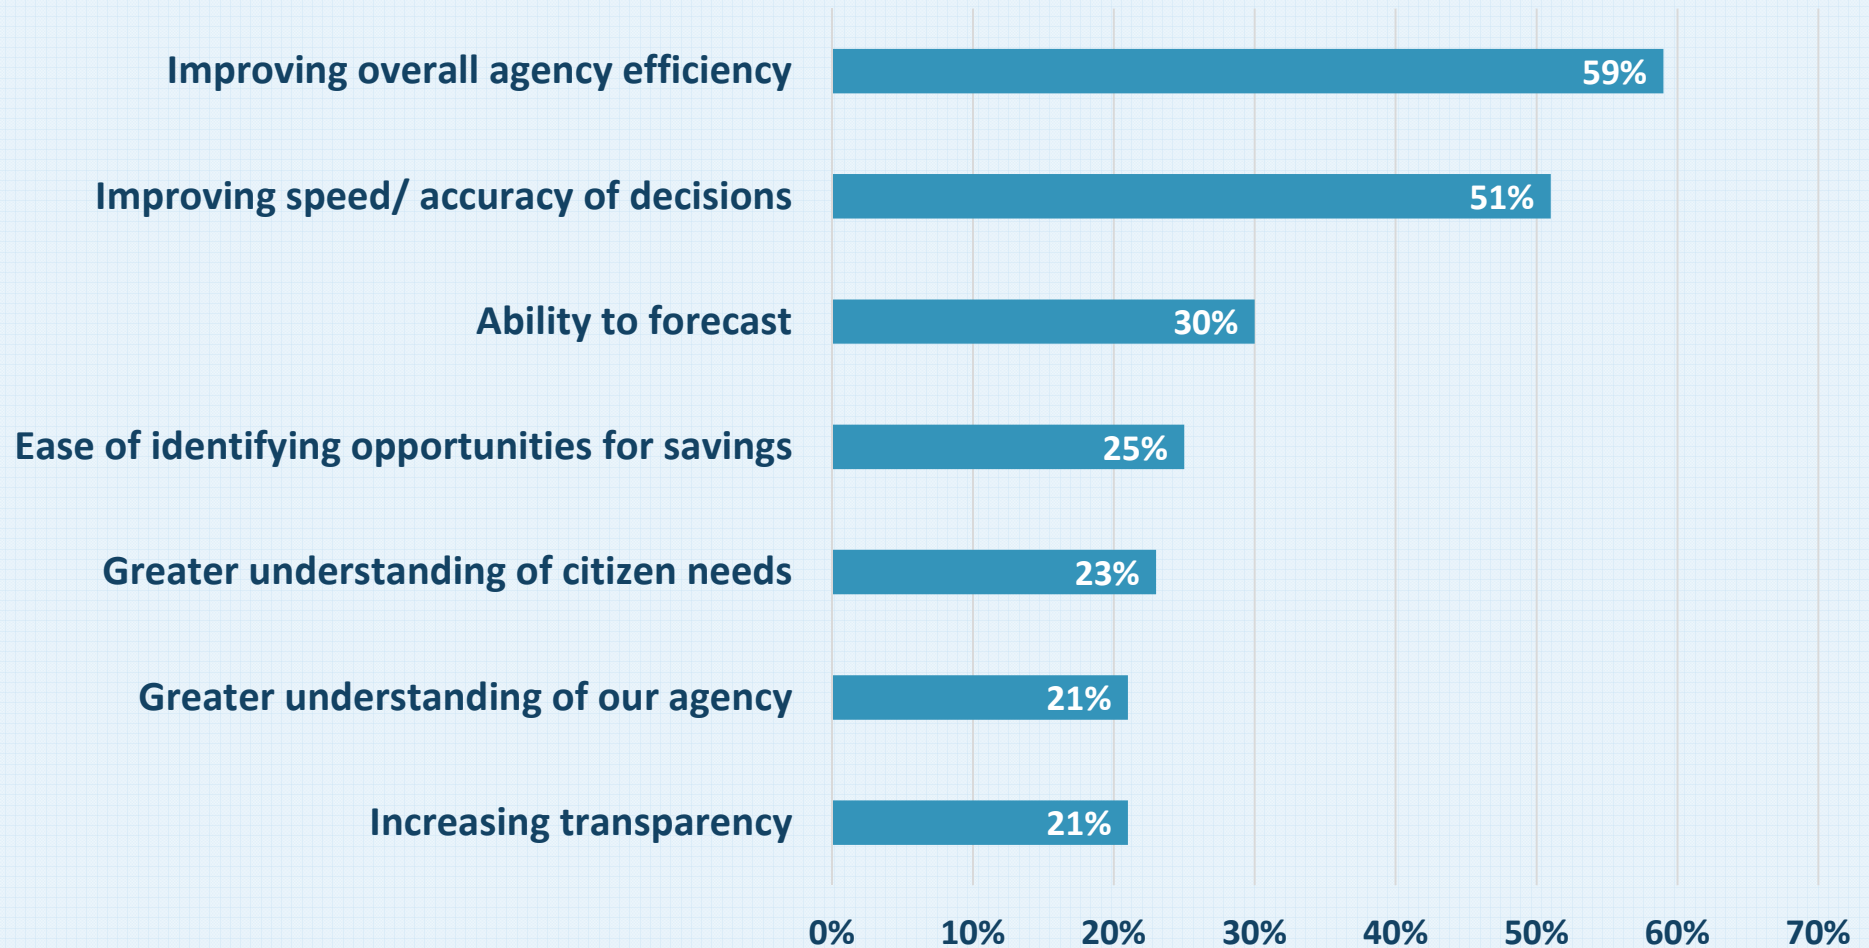 Improving overall agency efficiency 59%
Improving speed/ accuracy of decisions 51%
Ability to forecast 30%
Ease of identifying opportunities for savings 25%
Greater understanding of citizen needs 23%
Greater understanding of our agency 21%
Increasing transparency 21%
0% 10% 20% 30% 40% 50% 60% 70%